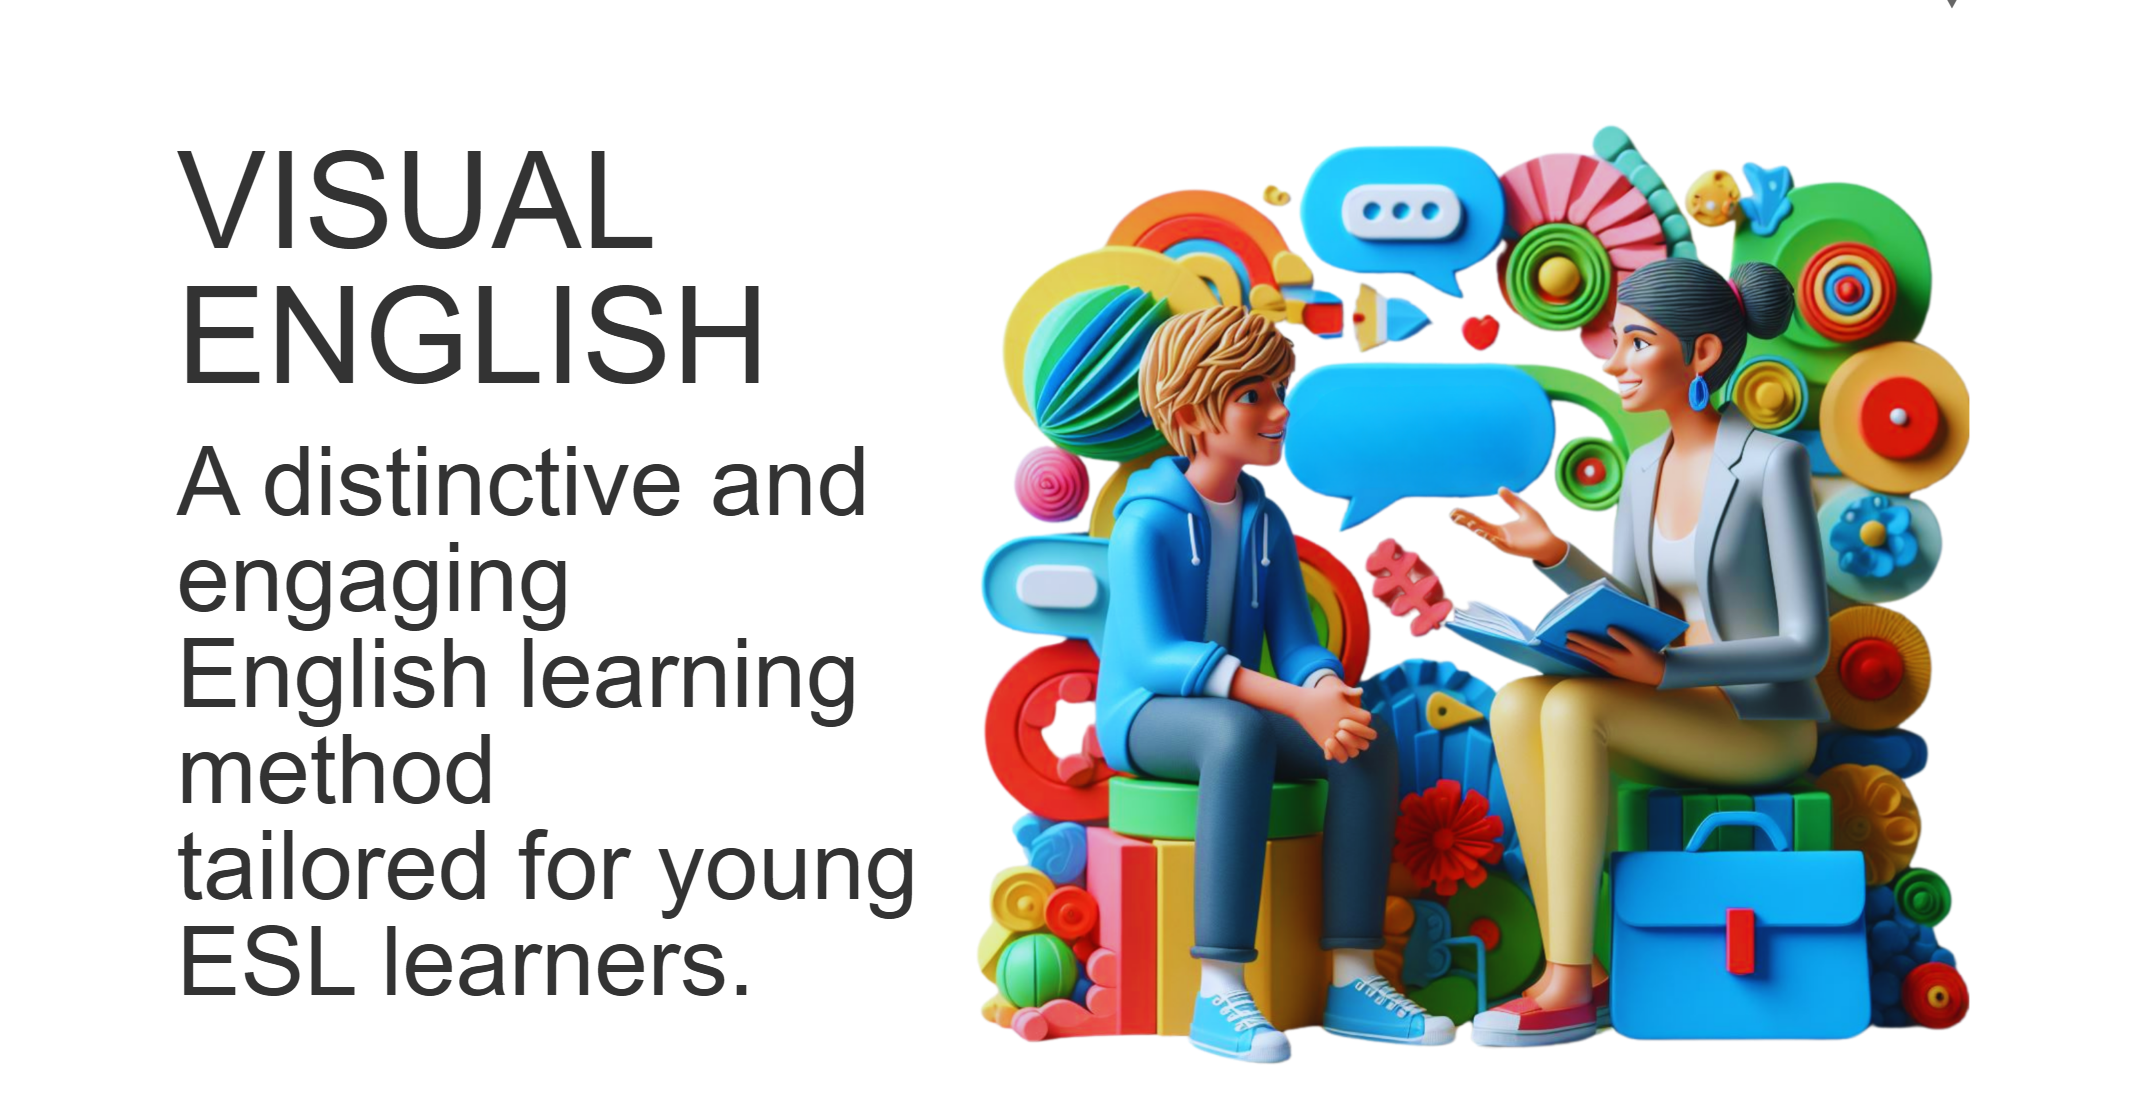 VISUAL
ENGLISH
A distinctive and
engaging
English learning
method
tailored for young
ESL learners.